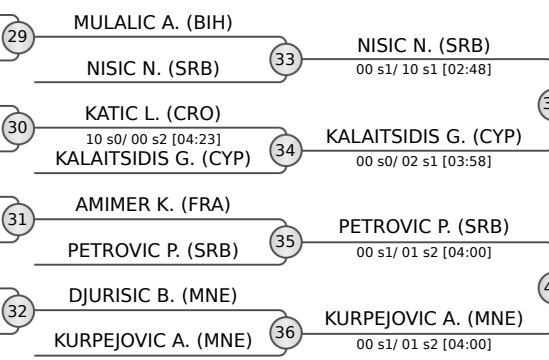 MULALIC A. (BIH)
29
NISIC N. (SRB)
33
NISIC N. (SRB)
00 s1/ 10 s1 [02:48]
KATIC L. (CRO)
30
10 s0/ 00 s2 [04:23]
KALAITSIDIS G. (CYP)
34
KALAITSIDIS G. (CYP)
00 s0/ 02 s1 [03:58]
AMIMER K. (FRA)
31
PETROVIC P. (SRB)
35
PETROVIC P. (SRB)
00 s1/ 01 s2 [04:00]
DJURISIC B. (MNE)
32
KURPEJOVIC A. (MNE)
36
KURPEJOVIC A. (MNE)
00 s1/ 01 s2 [04:00]